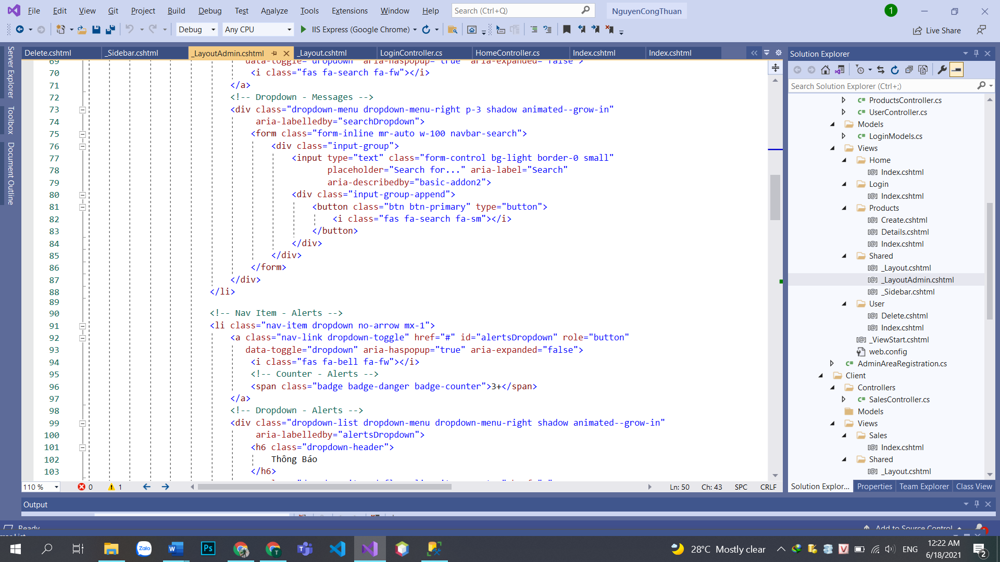 File Edit View Git Project Build Debug Test Analyze Tools Extensions Window Help Search (Ctrl+Q) NguyenCongThuan 1
Debug Any CPU IIS Express (Google Chrome) Live Share
Server Explorer
Toolbox
Document Outline
Delete.cshtml _Sidebar.cshtml _LayoutAdmin.cshtml _Layout.cshtml LoginController.cs HomeController.cs Index.cshtml Index.cshtml
69 data-toggle="dropdown" aria-haspopup="true" aria-expanded="false">
70 <i class="fas fa-search fa-fw"></i>
71 </a>
72 <!-- Dropdown - Messages -->
73 <div class="dropdown-menu dropdown-menu-right p-3 shadow animated--grow-in"
74 aria-labelledby="searchDropdown">
75 <form class="form-inline mr-auto w-100 navbar-search">
76 <div class="input-group">
77 <input type="text" class="form-control bg-light border-0 small"
78 placeholder="Search for..." aria-label="Search"
79 aria-describedby="basic-addon2">
80 <div class="input-group-append">
81 <button class="btn btn-primary" type="button">
82 <i class="fas fa-search fa-sm"></i>
83 </button>
84 </div>
85 </div>
86 </form>
87 </div>
88 </li>
89
90 <!-- Nav Item - Alerts -->
91 <li class="nav-item dropdown no-arrow mx-1">
92 <a class="nav-link dropdown-toggle" href="#" id="alertsDropdown" role="button"
93 data-toggle="dropdown" aria-haspopup="true" aria-expanded="false">
94 <i class="fas fa-bell fa-fw"></i>
95 <!-- Counter - Alerts -->
96 <span class="badge badge-danger badge-counter">3+</span>
97 </a>
98 <!-- Dropdown - Alerts -->
99 <div class="dropdown-list dropdown-menu dropdown-menu-right shadow animated--grow-in"
100 aria-labelledby="alertsDropdown">
101 <h6 class="dropdown-header">
102 Thông Báo
103 </h6>
110 % 0 1 Ln: 50 Ch: 43 SPC CRLF
Solution Explorer
Search Solution Explorer (Ctrl+;)
C# ProductsController.cs
C# UserController.cs
Models
C# LoginModels.cs
Views
Home
[@] Index.cshtml
Login
[@] Index.cshtml
Products
[@] Create.cshtml
[@] Details.cshtml
[@] Index.cshtml
Shared
[@] _Layout.cshtml
[@] _LayoutAdmin.cshtml
[@] _Sidebar.cshtml
User
[@] Delete.cshtml
[@] Index.cshtml
[@] _ViewStart.cshtml
web.config
C# AdminAreaRegistration.cs
Client
Controllers
C# SalesController.cs
Models
Views
Sales
[@] Index.cshtml
Shared
[@] _Layout.cshtml
Solution Explor... Properties Team Explorer Class View
Output
Ready Add to Source Control
Zalo W Ps T 28°C Mostly clear V ENG 12:22 AM
6/18/2021 2